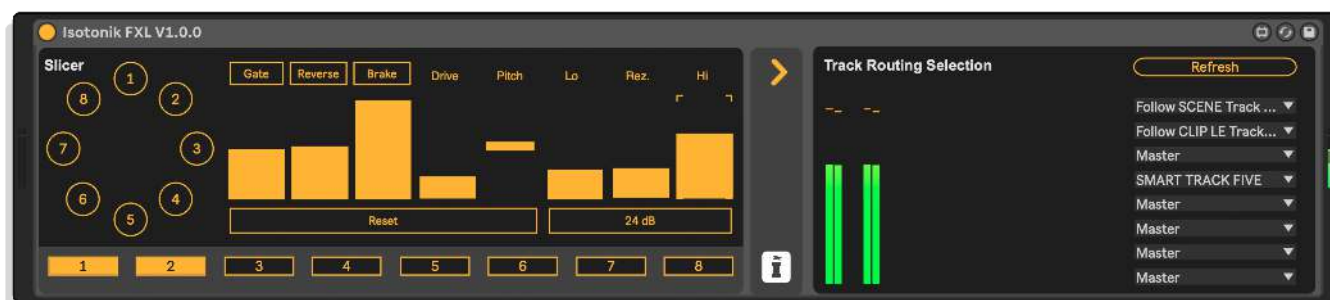 Isotonik FXL V1.0.0
Slicer
1
2
3
4
5
6
7
8
Gate Reverse Brake Drive Pitch Lo Rez. Hi
Reset 24 dB
1 2 3 4 5 6 7 8
Track Routing Selection
Refresh
Follow SCENE Track ...
Follow CLIP LE Track...
Master
SMART TRACK FIVE
Master
Master
Master
Master